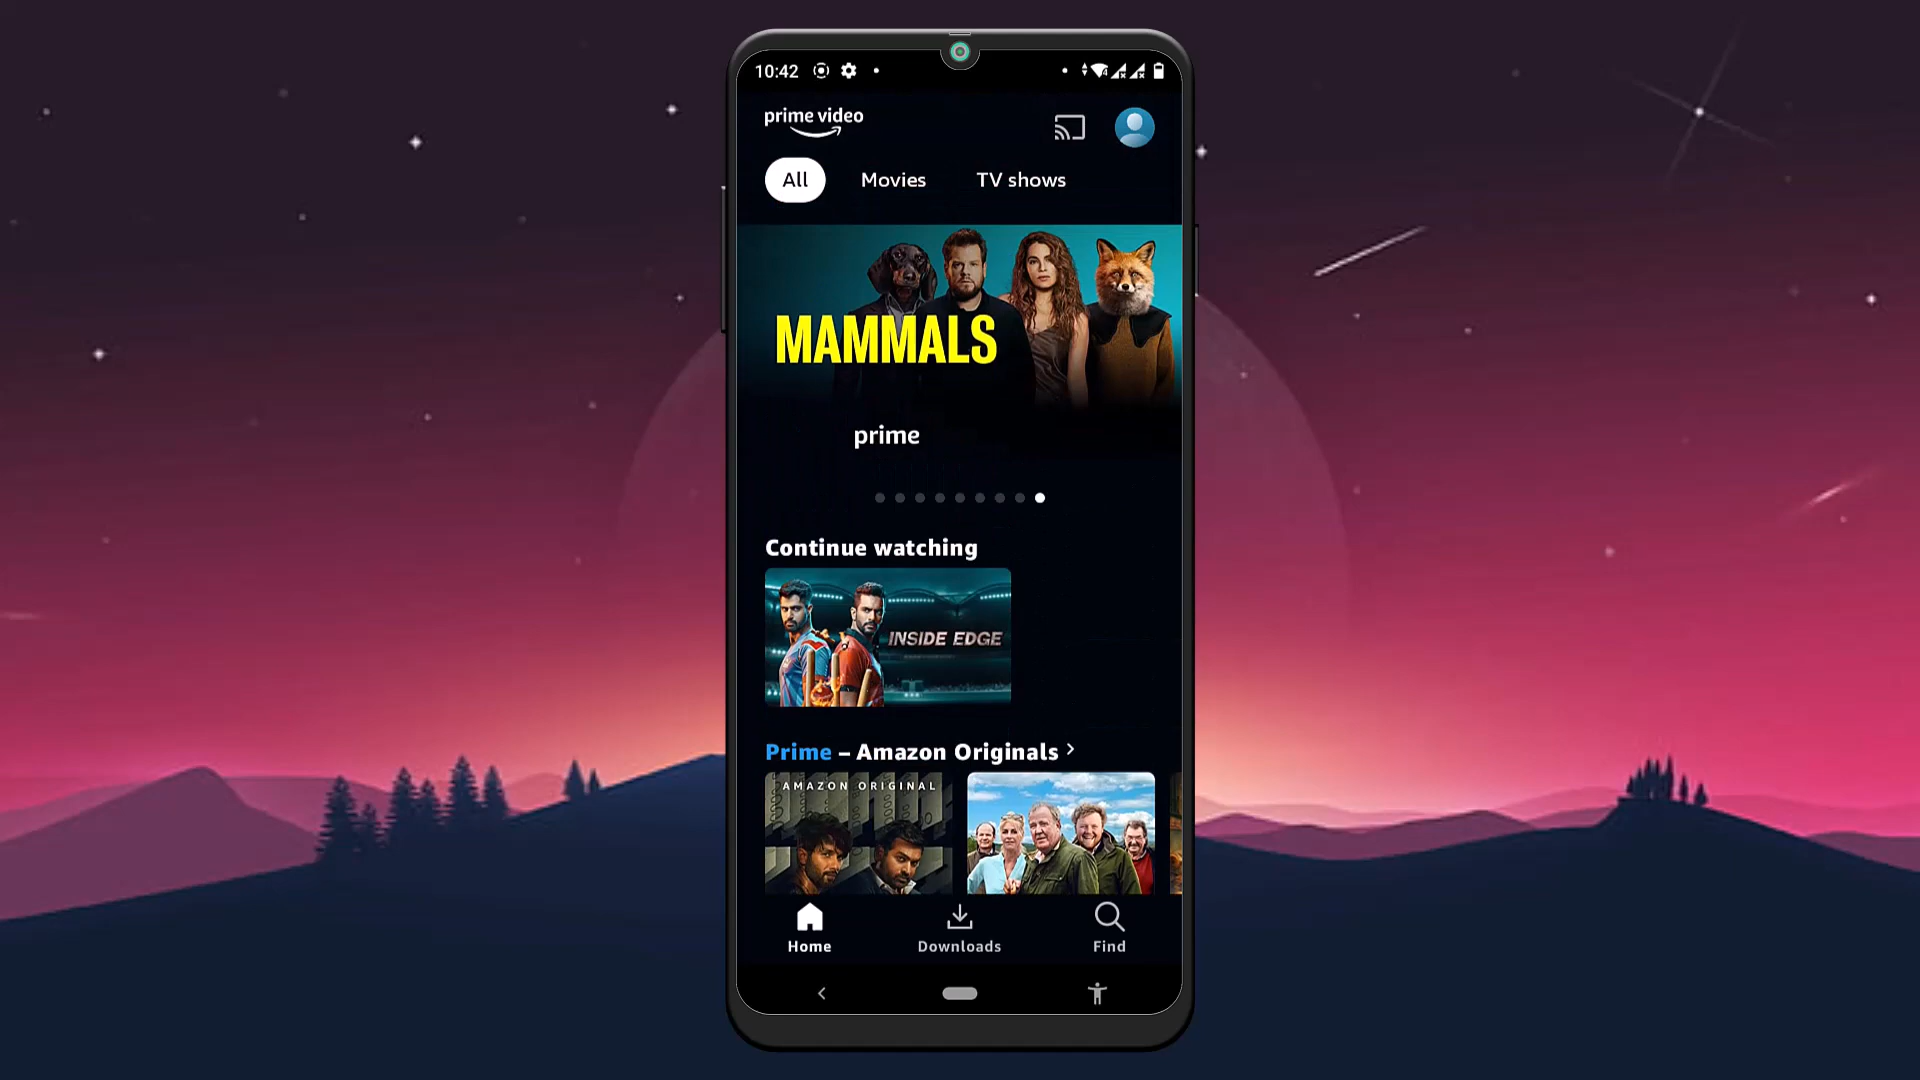 10:42
prime video
All
Movies
TV shows
MAMMALS
prime
Continue watching
INSIDE EDGE
Prime – Amazon Originals ›
AMAZON ORIGINAL
Home
Downloads
Find